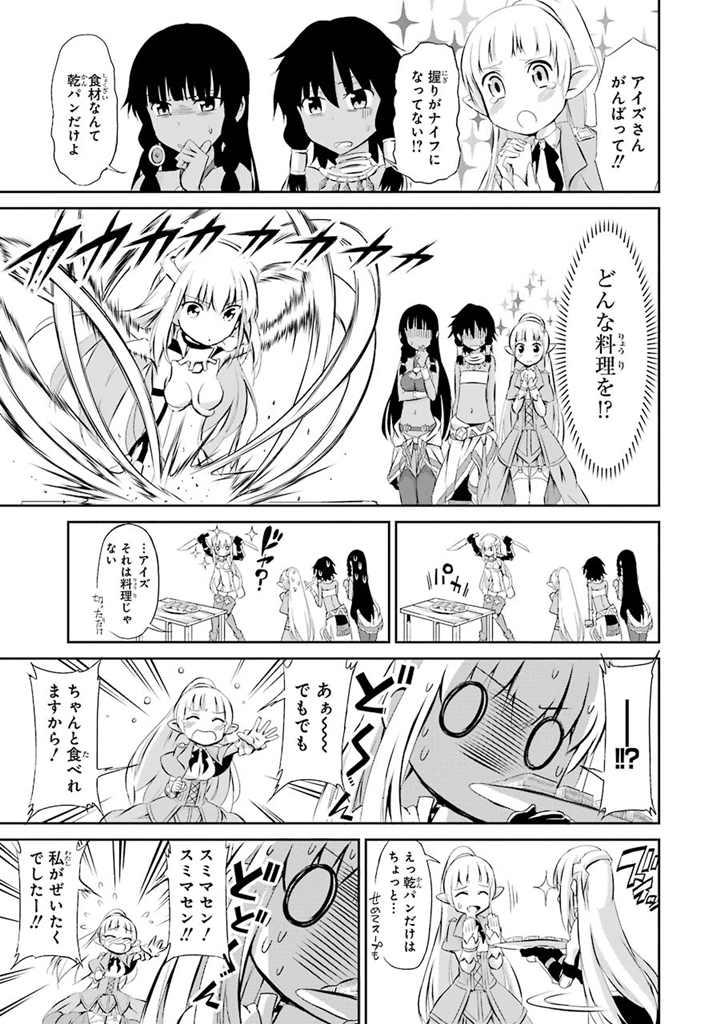 アイズさん
がんばって!!
握りがナイフに
なってない!?
食材なんて
乾パンだけよ
どんな料理を!?
カカカカカカカカ
パカ
ドヤ?
…アイズ
それは料理じゃ
ない
切っただけ
──!!?
どどど
あぁ〜〜
でもでも
ちゃんと食べれ
ますから!
スッ…
えっ乾パンだけは
ちょっと…
せめてスープも
スミマセン!
スミマセン!
私がぜいたく
でしたー!!